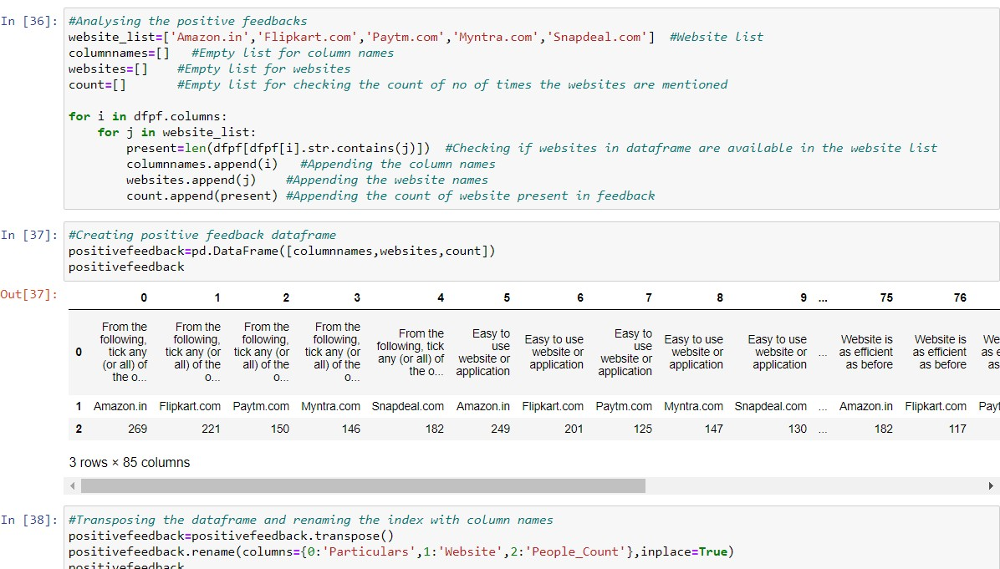 In [36]: #Analysing the positive feedbacks
website_list=['Amazon.in','Flipkart.com','Paytm.com','Myntra.com','Snapdeal.com']  #Website list
columnnames=[]   #Empty list for column names
websites=[]    #Empty list for websites
count=[]       #Empty list for checking the count of no of times the websites are mentioned
for i in dfpf.columns:
    for j in website_list:
        present=len(dfpf[dfpf[i].str.contains(j)])  #Checking if websites in dataframe are available in the website list
        columnnames.append(i)   #Appending the column names
        websites.append(j)    #Appending the website names
        count.append(present) #Appending the count of website present in feedback
In [37]: #Creating positive feedback dataframe
positivefeedback=pd.DataFrame([columnnames,websites,count])
positivefeedback
Out[37]: 0 1 2 3 4 5 6 7 8 9 ... 75 76
From the From the From the From the Easy to Easy to
following, following, following, following, From the use Easy to use use Easy to use Easy to use Website is Website is We
0 tick any tick any (or tick any (or tick any (or following, tick website or website or website or website or website or ... as efficient as efficient as e
(or all) of all) of the all) of the all) of the any (or all) of application application application application application as before as before as
the o... o... o... o... the o...
1 Amazon.in Flipkart.com Paytm.com Myntra.com Snapdeal.com Amazon.in Flipkart.com Paytm.com Myntra.com Snapdeal.com ... Amazon.in Flipkart.com Payt
2 269 221 150 146 182 249 201 125 147 130 ... 182 117
3 rows × 85 columns
In [38]: #Transposing the dataframe and renaming the index with column names
positivefeedback=positivefeedback.transpose()
positivefeedback.rename(columns={0:'Particulars',1:'Website',2:'People_Count'},inplace=True)
positivefeedback